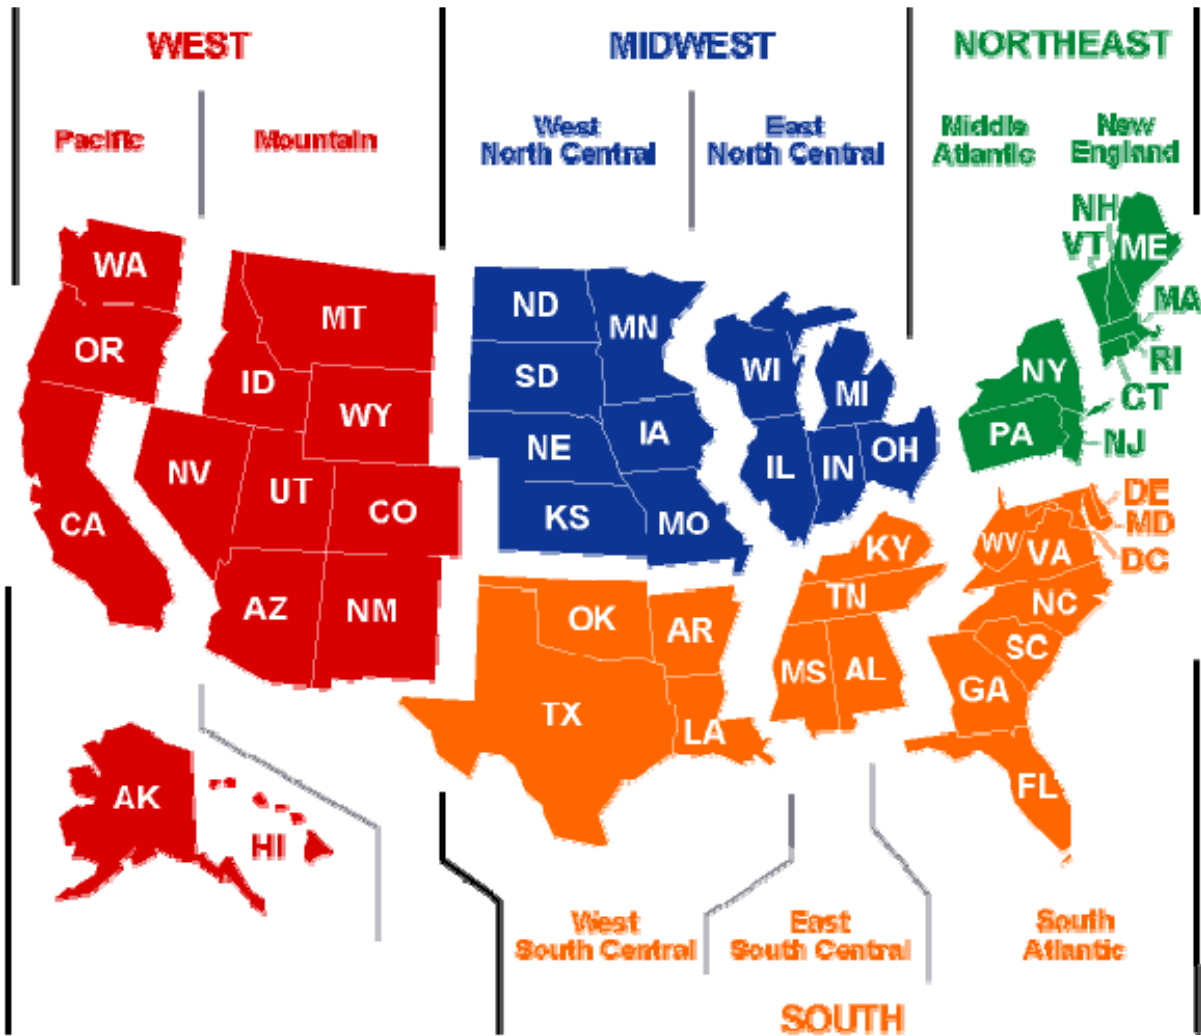 WEST
MIDWEST
NORTHEAST
Pacific
Mountain
West
North Central
East
North Central
Middle
Atlantic
New
England
NH
VT
ME
WA
MT
ND
MN
MA
OR
ID
SD
WI
MI
NY
RI
WY
CT
NE
IA
PA
NJ
NV
UT
IL
IN
OH
CA
CO
KS
MO
DE
MD
WV
VA
DC
KY
AZ
NM
OK
AR
TN
NC
SC
MS
AL
GA
TX
LA
FL
AK
HI
West
South Central
East
South Central
South
Atlantic
SOUTH